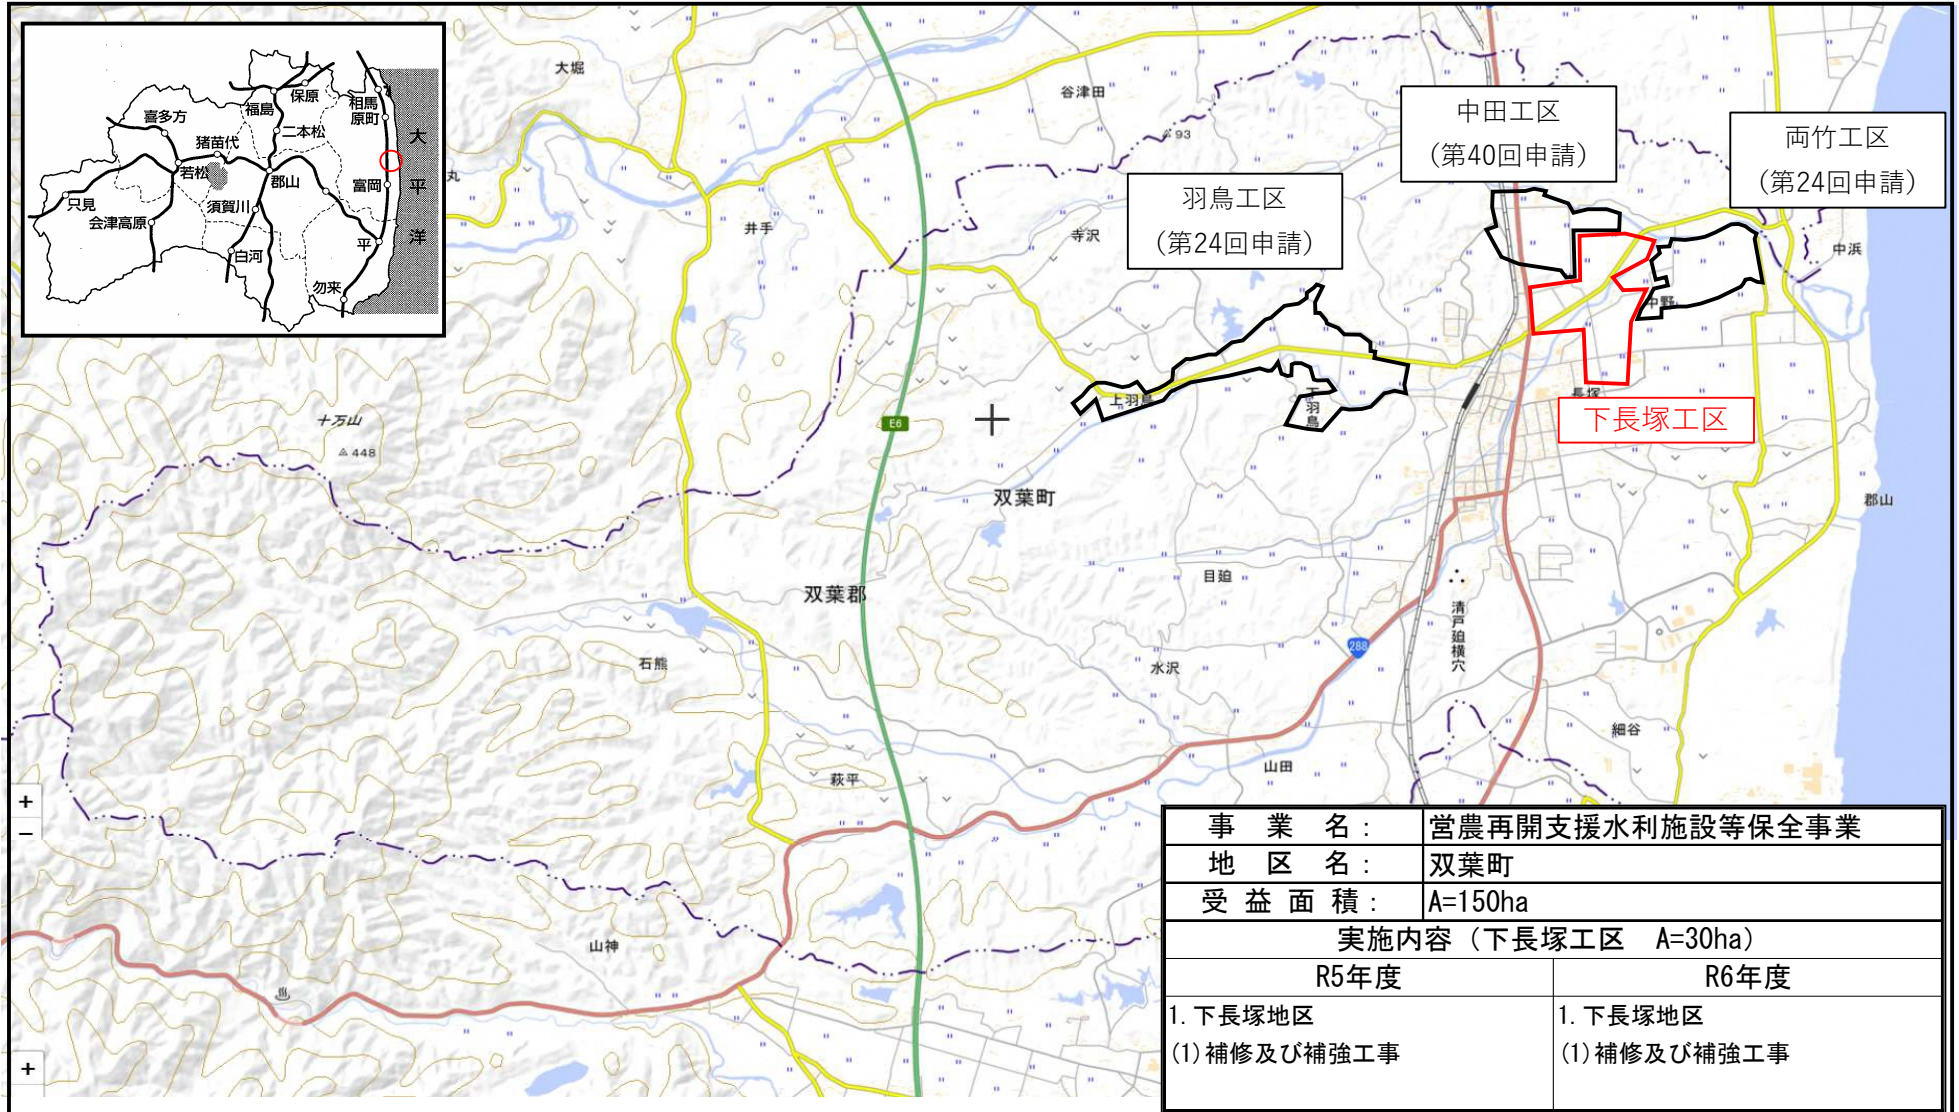 福島
保原
相馬
原町
喜多方
二本松
猪苗代
若松
郡山
富岡
只見
会津高原
須賀川
白河
平
勿来
大平洋
大堀
谷津田
93
丸
井手
寺沢
中田工区
(第40回申請)
両竹工区
(第24回申請)
羽鳥工区
(第24回申請)
中浜
中野
上羽鳥
下羽鳥
長塚
下長塚工区
十万山
448
E6
双葉町
郡山
目迫
双葉郡
清戸迫横穴
288
石熊
水沢
細谷
萩平
山田
山神
+
−
+
事業名:営農再開支援水利施設等保全事業
地区名:双葉町
受益面積:A=150ha
実施内容(下長塚工区 A=30ha)
R5年度 R6年度
1.下長塚地区 1.下長塚地区
(1)補修及び補強工事 (1)補修及び補強工事